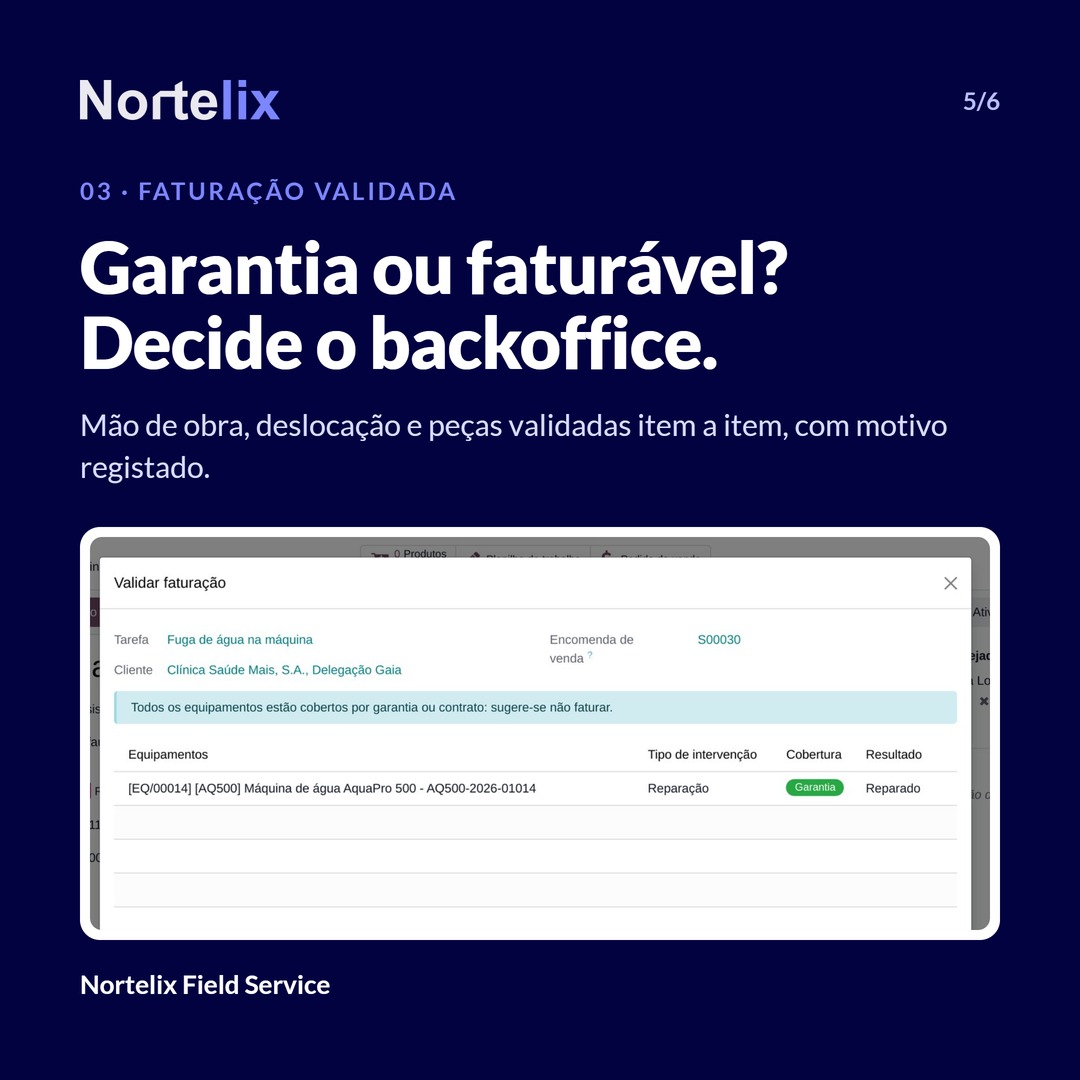 Nortelix
5/6
03 · FATURAÇÃO VALIDADA
Garantia ou faturável?
Decide o backoffice.
Mão de obra, deslocação e peças validadas item a item, com motivo
registado.
0 Produtos
Validar faturação
Tarefa Fuga de água na máquina
Encomenda de
venda ?
S00030
Cliente Clínica Saúde Mais, S.A., Delegação Gaia
Todos os equipamentos estão cobertos por garantia ou contrato: sugere-se não faturar.
Equipamentos Tipo de intervenção Cobertura Resultado
[EQ/00014] [AQ500] Máquina de água AquaPro 500 - AQ500-2026-01014 Reparação Garantia Reparado
Nortelix Field Service